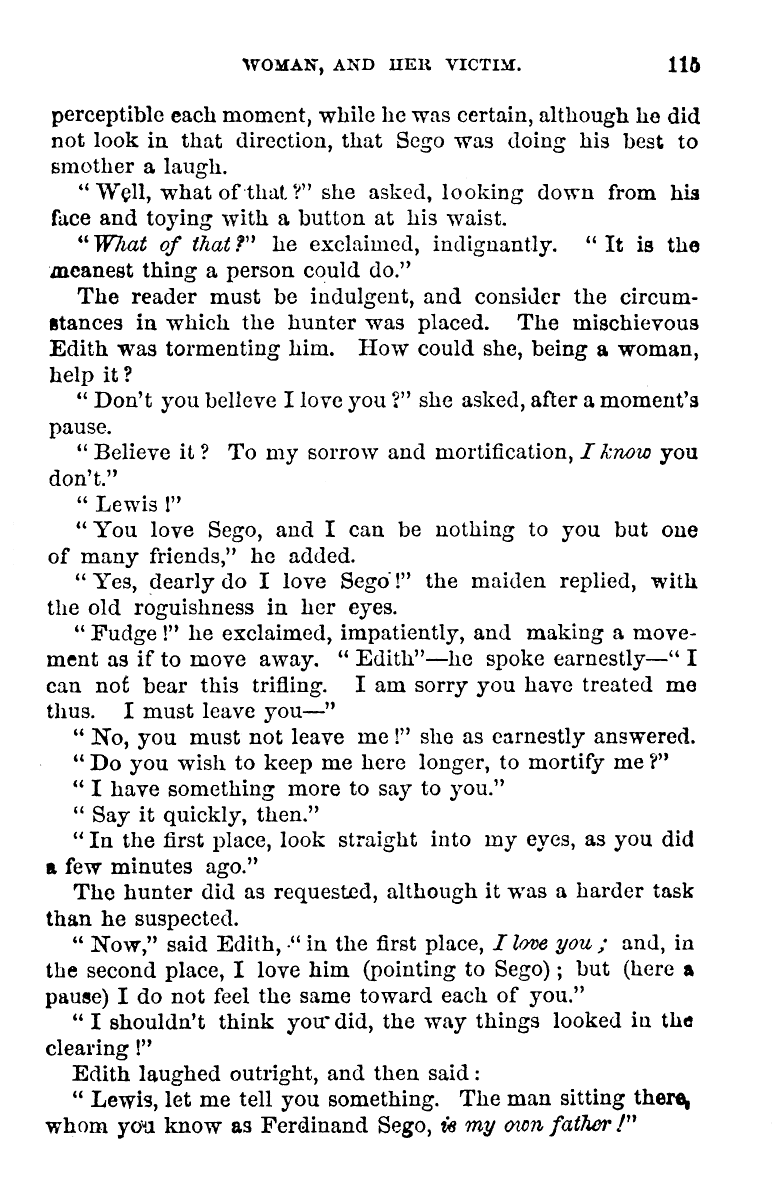 WOMAN, AND HER VICTIM. 115
perceptible each moment, while he was certain, although he did
not look in that direction, that Sego was doing his best to
smother a laugh.
“ Well, what of that ?” she asked, looking down from his
face and toying with a button at his waist.
“What of that?” he exclaimed, indignantly. “ It is the
meanest thing a person could do.”
The reader must be indulgent, and consider the circum-
stances in which the hunter was placed. The mischievous
Edith was tormenting him. How could she, being a woman,
help it ?
“ Don’t you believe I love you ?” she asked, after a moment’s
pause.
“ Believe it ? To my sorrow and mortification, I know you
don’t.”
“ Lewis !”
“ You love Sego, and I can be nothing to you but one
of many friends,” he added.
“ Yes, dearly do I love Sego !” the maiden replied, with
the old roguishness in her eyes.
“ Fudge !” he exclaimed, impatiently, and making a move-
ment as if to move away. “ Edith”—he spoke earnestly—“ I
can not bear this trifling. I am sorry you have treated me
thus. I must leave you—”
“ No, you must not leave me !” she as earnestly answered.
“ Do you wish to keep me here longer, to mortify me ?”
“ I have something more to say to you.”
“ Say it quickly, then.”
“ In the first place, look straight into my eyes, as you did
a few minutes ago.”
The hunter did as requested, although it was a harder task
than he suspected.
“ Now,” said Edith, “ in the first place, I love you ; and, in
the second place, I love him (pointing to Sego) ; but (here a
pause) I do not feel the same toward each of you.”
“ I shouldn’t think you did, the way things looked in the
clearing !”
Edith laughed outright, and then said :
“ Lewis, let me tell you something. The man sitting there,
whom you know as Ferdinand Sego, is my own father !”